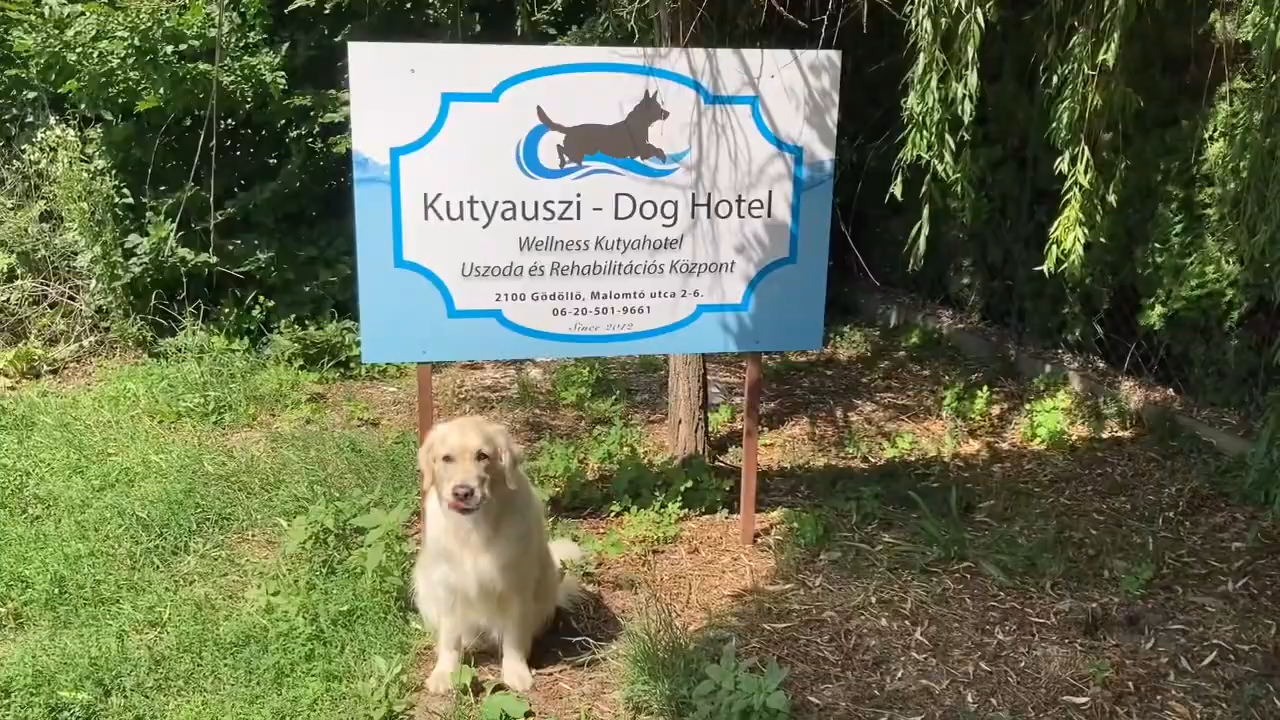 Kutyauszi - Dog Hotel
Wellness Kutyahotel
Uszoda és Rehabilitációs Központ
2100 Gödöllő, Malomtó utca 2-6.
06-20-501-9661
Since 2012